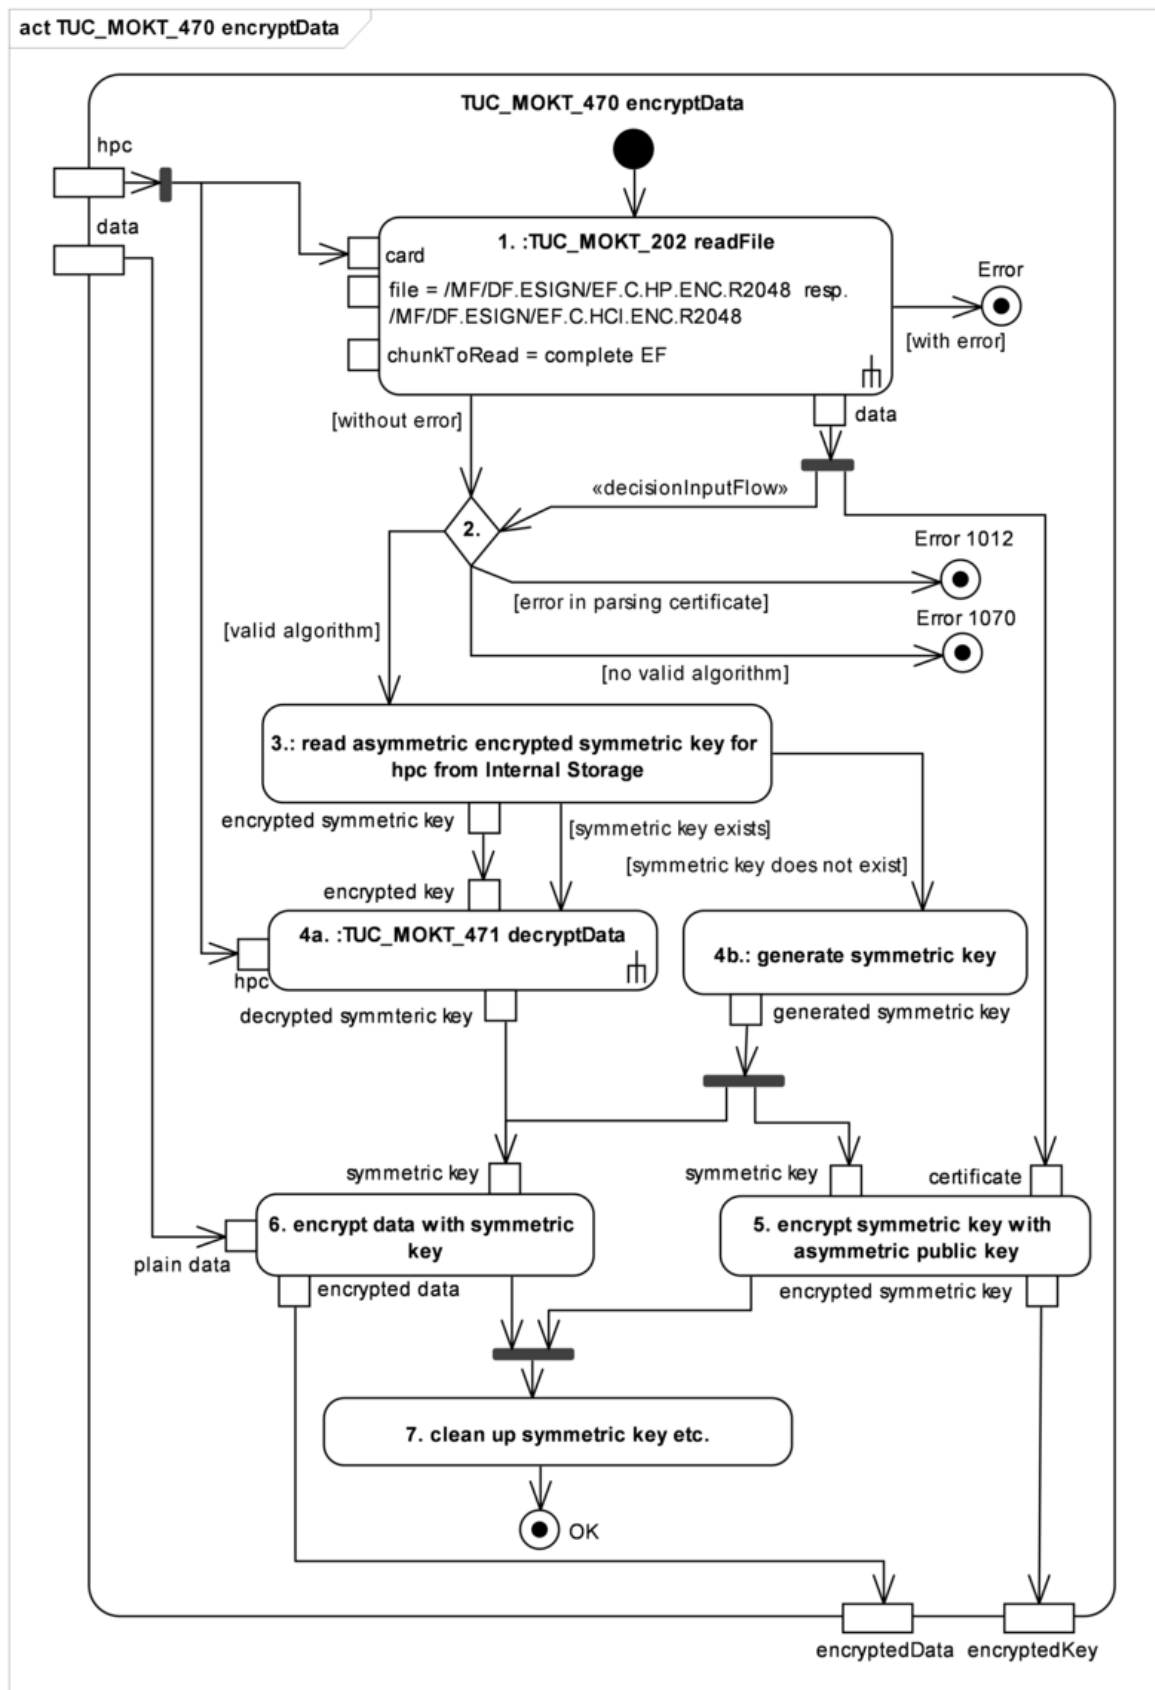 act TUC_MOKT_470 encryptData
TUC_MOKT_470 encryptData
hpc
data
1. :TUC_MOKT_202 readFile
card
file = /MF/DF.ESIGN/EF.C.HP.ENC.R2048 resp.
/MF/DF.ESIGN/EF.C.HCI.ENC.R2048
chunkToRead = complete EF
Error
[with error]
[without error]
data
«decisionInputFlow»
2.
Error 1012
[error in parsing certificate]
Error 1070
[valid algorithm]
[no valid algorithm]
3.: read asymmetric encrypted symmetric key for
hpc from Internal Storage
encrypted symmetric key
[symmetric key exists]
[symmetric key does not exist]
encrypted key
4a. :TUC_MOKT_471 decryptData
hpc
4b.: generate symmetric key
decrypted symmteric key
generated symmetric key
symmetric key
symmetric key
certificate
6. encrypt data with symmetric
key
5. encrypt symmetric key with
asymmetric public key
plain data
encrypted data
encrypted symmetric key
7. clean up symmetric key etc.
OK
encryptedData
encryptedKey